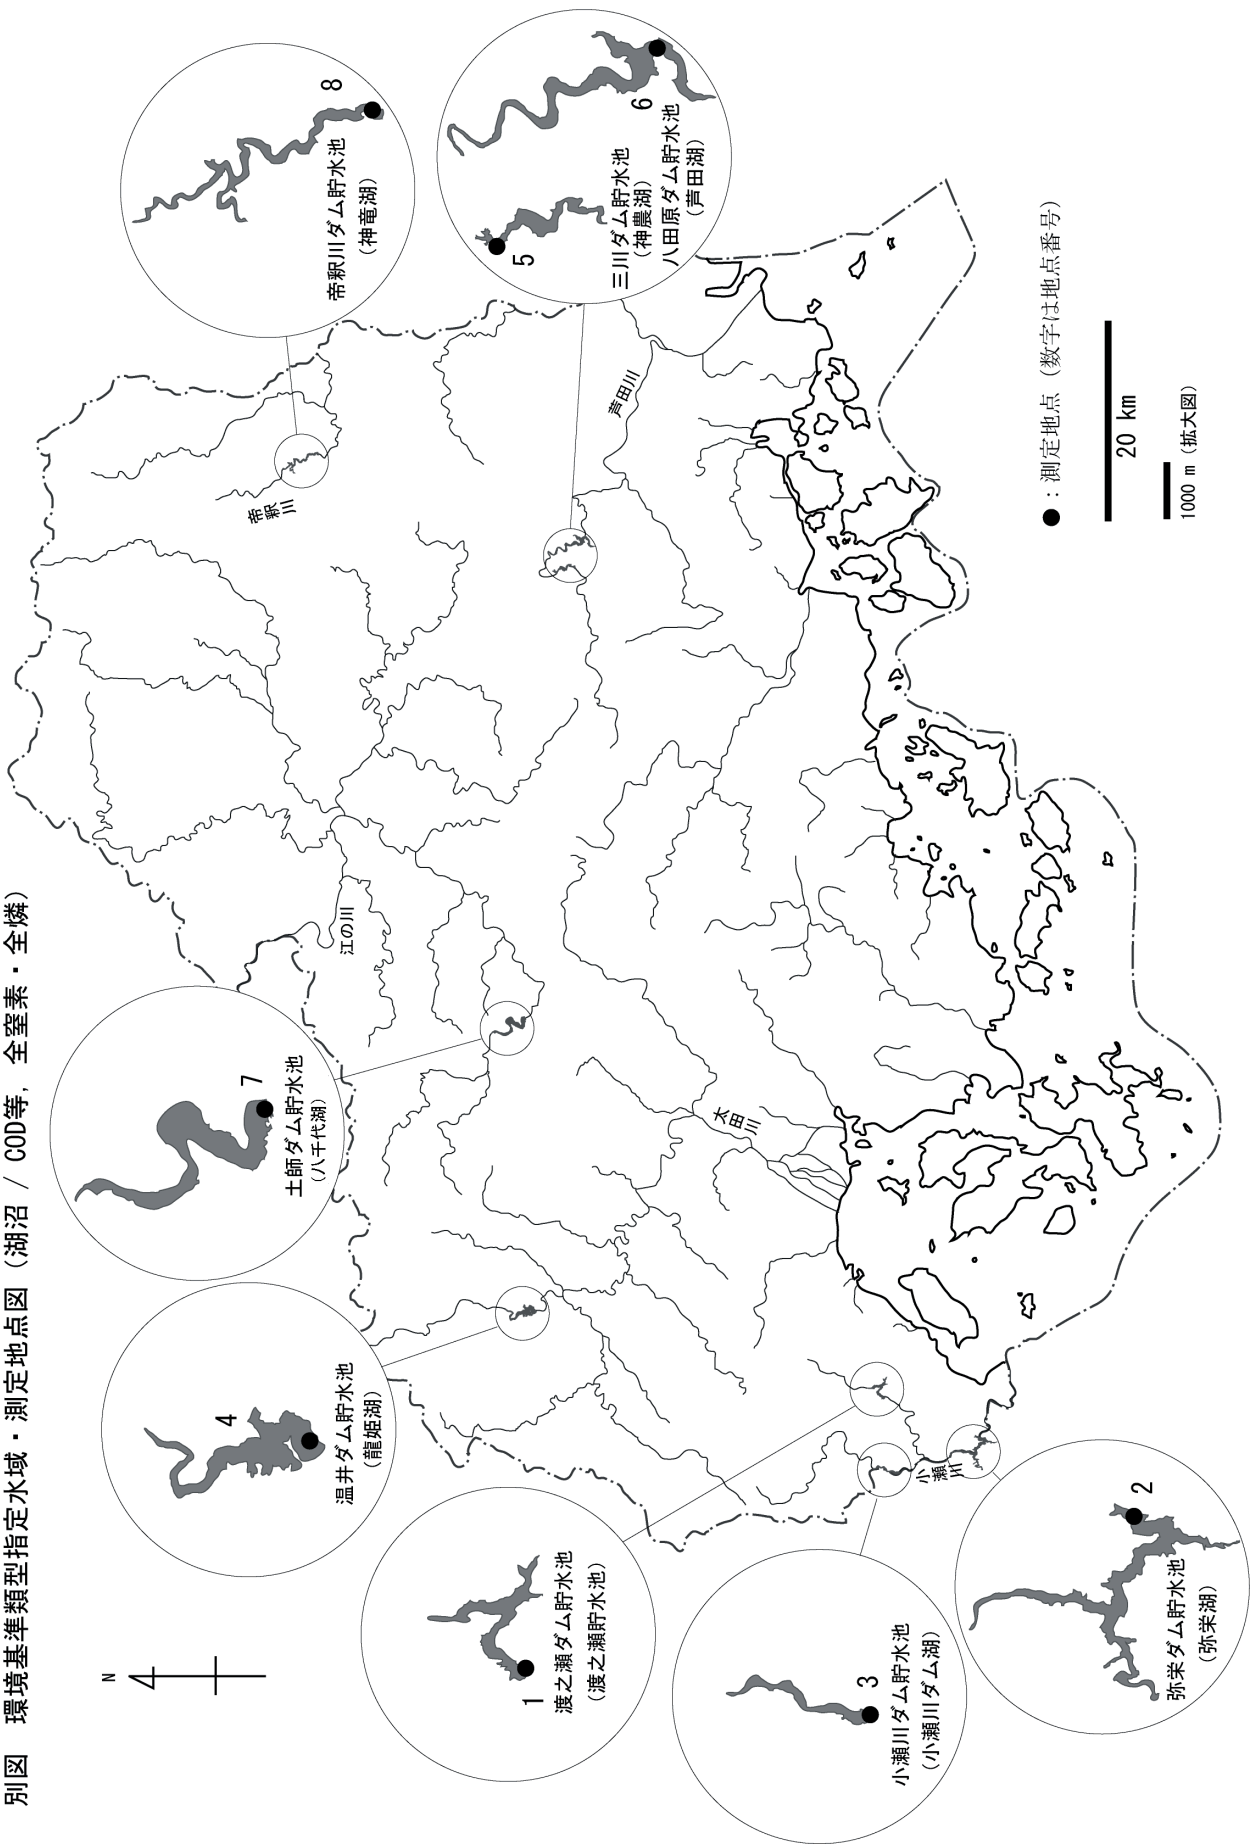 別図　環境基準類型指定水域・測定地点図（湖沼 / COD等，全窒素・全燐）
N
4
温井ダム貯水池
（龍姫湖）
7
土師ダム貯水池
（八千代湖）
8
帝釈川ダム貯水池
（神竜湖）
5
三川ダム貯水池
（神農湖）
6
八田原ダム貯水池
（芦田湖）
1
渡之瀬ダム貯水池
（渡之瀬貯水池）
3
小瀬川ダム貯水池
（小瀬川ダム湖）
2
弥栄ダム貯水池
（弥栄湖）
江の川
帝釈川
芦田川
太田川
小瀬川
●：測定地点（数字は地点番号）
20 km
1000 m（拡大図）